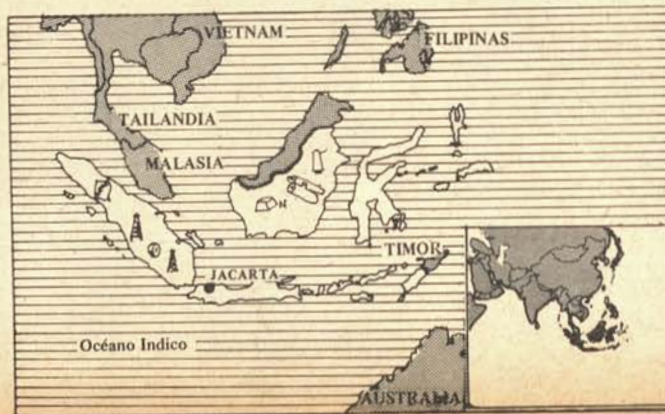 VIETNAM
FILIPINAS
TAILANDIA
MALASIA
TIMOR
JACARTA
Océano Indico
AUSTRALIA